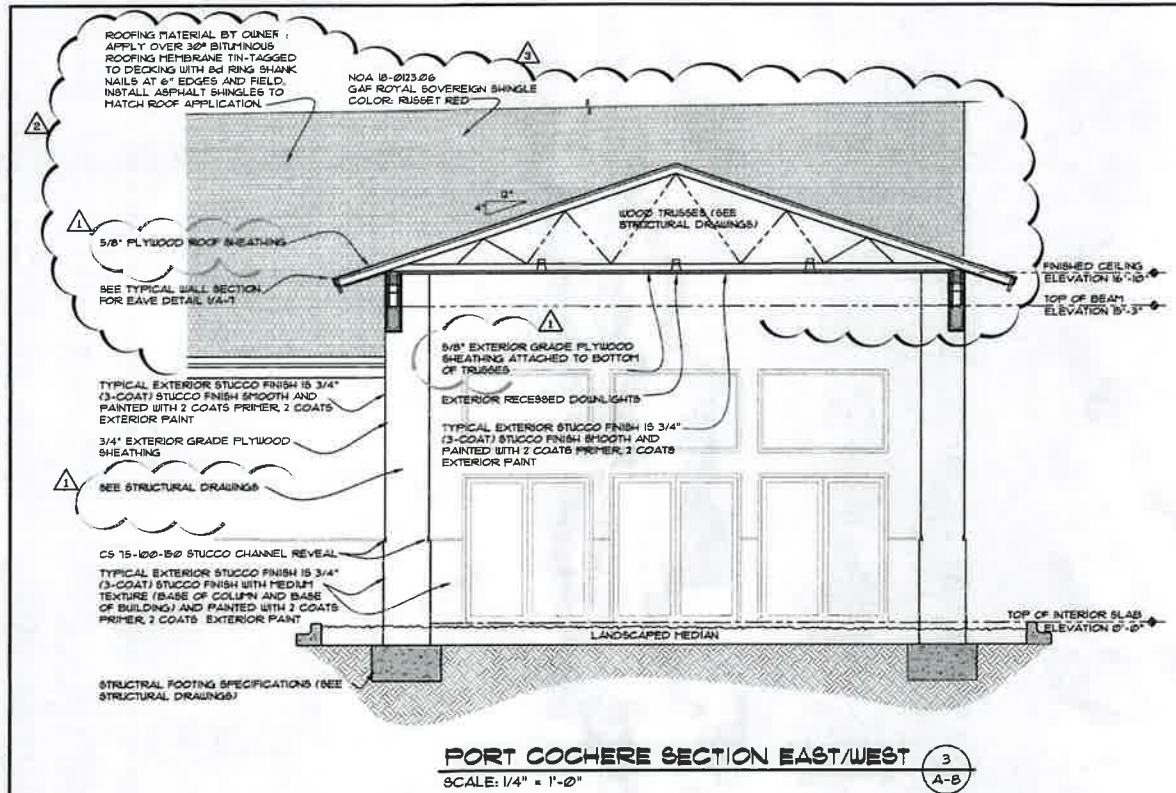 ROOFING MATERIAL BY OWNER :
APPLY OVER 30# BITUMINOUS
ROOFING MEMBRANE TIN-TAGGED
TO DECKING WITH 8d RING SHANK
NAILS AT 6" EDGES AND FIELD.
INSTALL ASPHALT SHINGLES TO
MATCH ROOF APPLICATION
3
NOA 18-0123.06
GAF ROYAL SOVEREIGN SHINGLE
COLOR: RUSSET RED
2
12"
4"
WOOD TRUSSES (SEE
STRUCTURAL DRAWINGS)
1
5/8" PLYWOOD ROOF SHEATHING
SEE TYPICAL WALL SECTION
FOR EAVE DETAIL
FINISHED CEILING
ELEVATION 16'-10"
TOP OF BEAM
ELEVATION 15'-3"
1
5/8" EXTERIOR GRADE PLYWOOD
SHEATHING ATTACHED TO BOTTOM
OF TRUSSES
EXTERIOR RECESSED DOWNLIGHTS
TYPICAL EXTERIOR STUCCO FINISH IS 3/4"
(3-COAT) STUCCO FINISH SMOOTH AND
PAINTED WITH 2 COATS PRIMER, 2 COATS
EXTERIOR PAINT
TYPICAL EXTERIOR STUCCO FINISH IS 3/4"
(3-COAT) STUCCO FINISH SMOOTH AND
PAINTED WITH 2 COATS PRIMER, 2 COATS
EXTERIOR PAINT
3/4" EXTERIOR GRADE PLYWOOD
SHEATHING
1
SEE STRUCTURAL DRAWINGS
CS 75-100-150 STUCCO CHANNEL REVEAL
TYPICAL EXTERIOR STUCCO FINISH IS 3/4"
(3-COAT) STUCCO FINISH WITH MEDIUM
TEXTURE (BASE OF COLUMN AND BASE
OF BUILDING) AND PAINTED WITH 2 COATS
PRIMER, 2 COATS EXTERIOR PAINT
TOP OF INTERIOR SLAB
ELEVATION 0'-0"
LANDSCAPED MEDIAN
STRUCTRAL FOOTING SPECIFICATIONS (SEE
STRUCTURAL DRAWINGS)
PORT COCHERE SECTION EAST/WEST
3
A-8
SCALE: 1/4" = 1'-0"